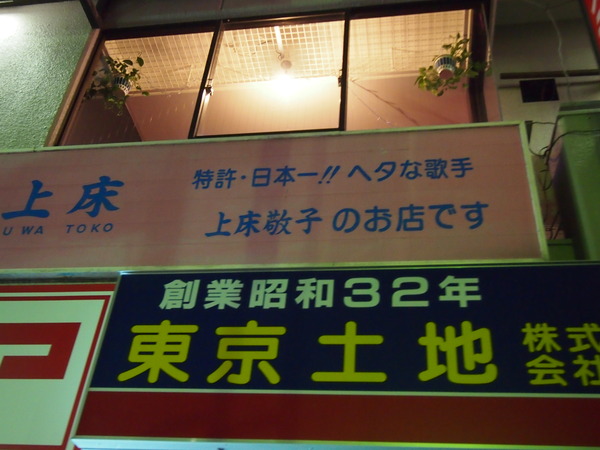 上床
UWA TOKO
特許・日本一!! ヘタな歌手
上床敬子のお店です
創業昭和32年
東京土地
株式
会社